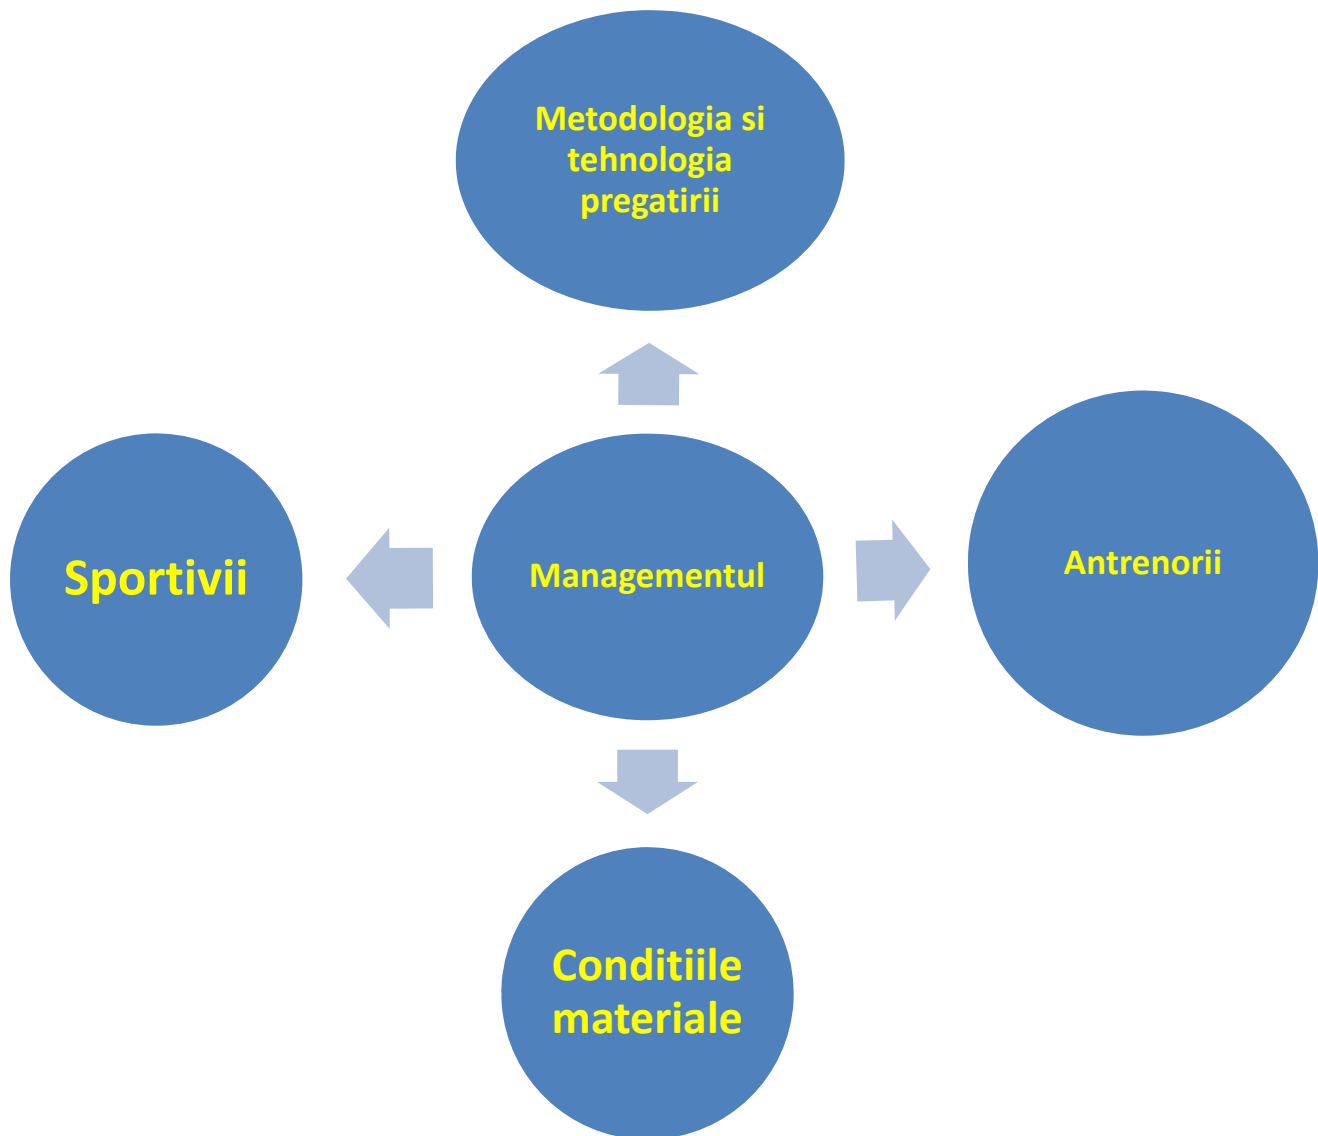 Metodologia si
tehnologia
pregatirii
Sportivii
Managementul
Antrenorii
Conditiile
materiale